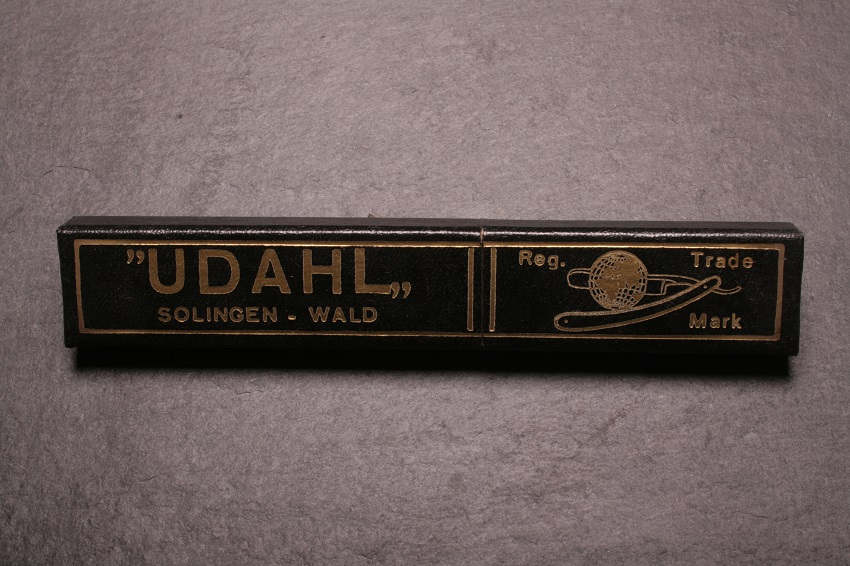 ”UDAHL„
SOLINGEN - WALD
Reg. Trade
Mark